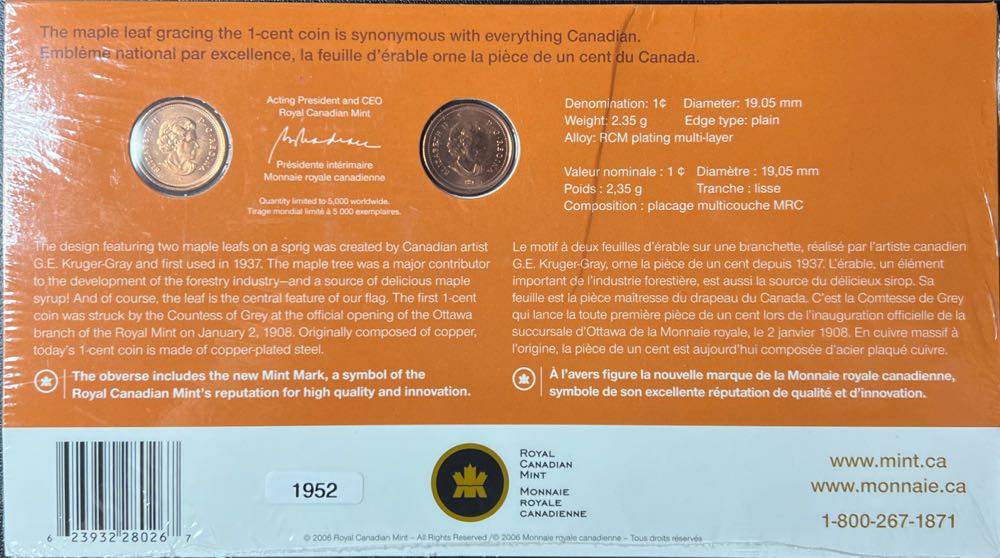 The maple leaf gracing the 1-cent coin is synonymous with everything Canadian.
Emblème national par excellence, la feuille d'érable orne la pièce de un cent du Canada.
ELIZABETH II D·G·REGINA
Acting President and CEO
Royal Canadian Mint
Présidente intérimaire
Monnaie royale canadienne
Quantity limited to 5,000 worldwide.
Tirage mondial limité à 5 000 exemplaires.
ELIZABETH II D·G·REGINA
Denomination: 1¢ Diameter: 19.05 mm
Weight: 2.35 g Edge type: plain
Alloy: RCM plating multi-layer
Valeur nominale : 1 ¢ Diamètre : 19,05 mm
Poids : 2,35 g Tranche : lisse
Composition : placage multicouche MRC
The design featuring two maple leafs on a sprig was created by Canadian artist
G.E. Kruger-Gray and first used in 1937. The maple tree was a major contributor
to the development of the forestry industry—and a source of delicious maple
syrup! And of course, the leaf is the central feature of our flag. The first 1-cent
coin was struck by the Countess of Grey at the official opening of the Ottawa
branch of the Royal Mint on January 2, 1908. Originally composed of copper,
today's 1-cent coin is made of copper-plated steel.
The obverse includes the new Mint Mark, a symbol of the
Royal Canadian Mint's reputation for high quality and innovation.
Le motif à deux feuilles d'érable sur une branchette, réalisé par l'artiste canadien
G.E. Kruger-Gray, orne la pièce de un cent depuis 1937. L'érable, un élément
important de l'industrie forestière, est aussi la source du délicieux sirop. Sa
feuille est la pièce maîtresse du drapeau du Canada. C'est la Comtesse de Grey
qui lance la toute première pièce de un cent lors de l'inauguration officielle de la
succursale d'Ottawa de la Monnaie royale, le 2 janvier 1908. En cuivre massif à
l'origine, la pièce de un cent est aujourd'hui composée d'acier plaqué cuivre.
À l'avers figure la nouvelle marque de la Monnaie royale canadienne,
symbole de son excellente réputation de qualité et d'innovation.
6 23932 28026 7
1952
ROYAL
CANADIAN
MINT
MONNAIE
ROYALE
CANADIENNE
www.mint.ca
www.monnaie.ca
1-800-267-1871
© 2006 Royal Canadian Mint – All Rights Reserved / © 2006 Monnaie royale canadienne – Tous droits réservés